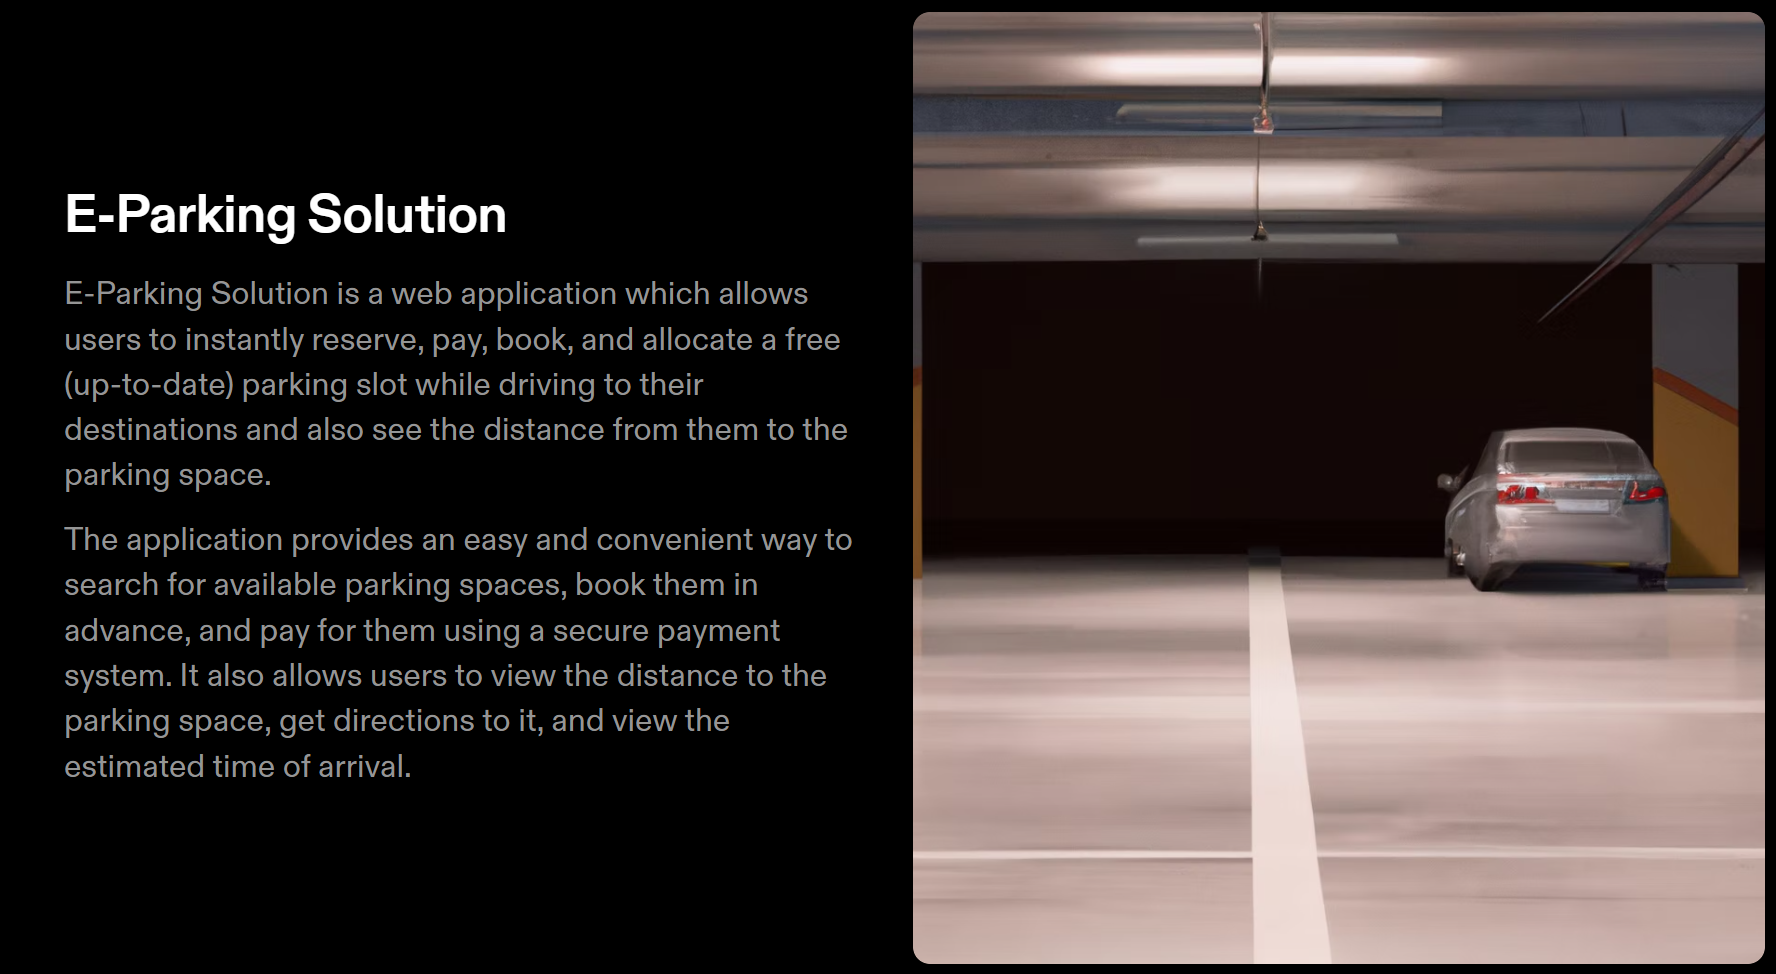 E-Parking Solution
E-Parking Solution is a web application which allows
users to instantly reserve, pay, book, and allocate a free
(up-to-date) parking slot while driving to their
destinations and also see the distance from them to the
parking space.
The application provides an easy and convenient way to
search for available parking spaces, book them in
advance, and pay for them using a secure payment
system. It also allows users to view the distance to the
parking space, get directions to it, and view the
estimated time of arrival.